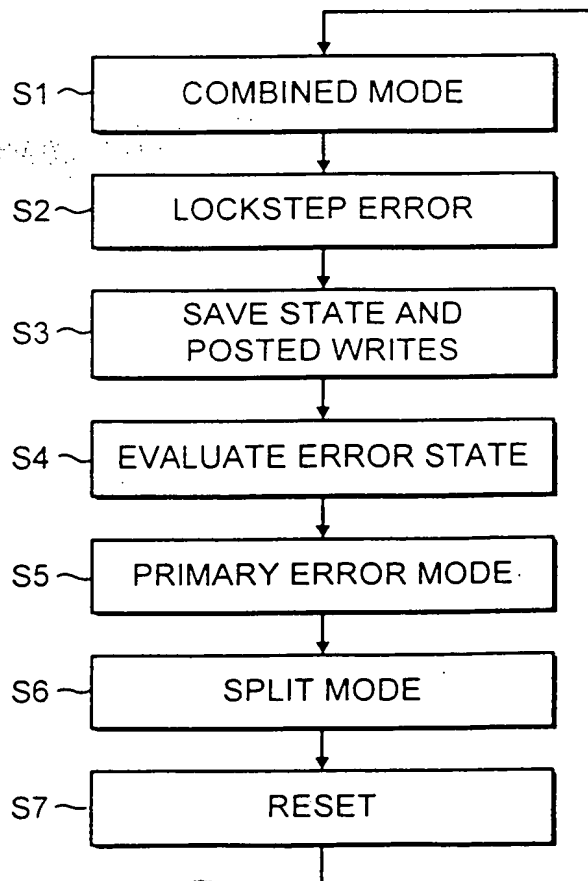 S1 COMBINED MODE
S2 LOCKSTEP ERROR
S3 SAVE STATE AND
POSTED WRITES
S4 EVALUATE ERROR STATE
S5 PRIMARY ERROR MODE
S6 SPLIT MODE
S7 RESET